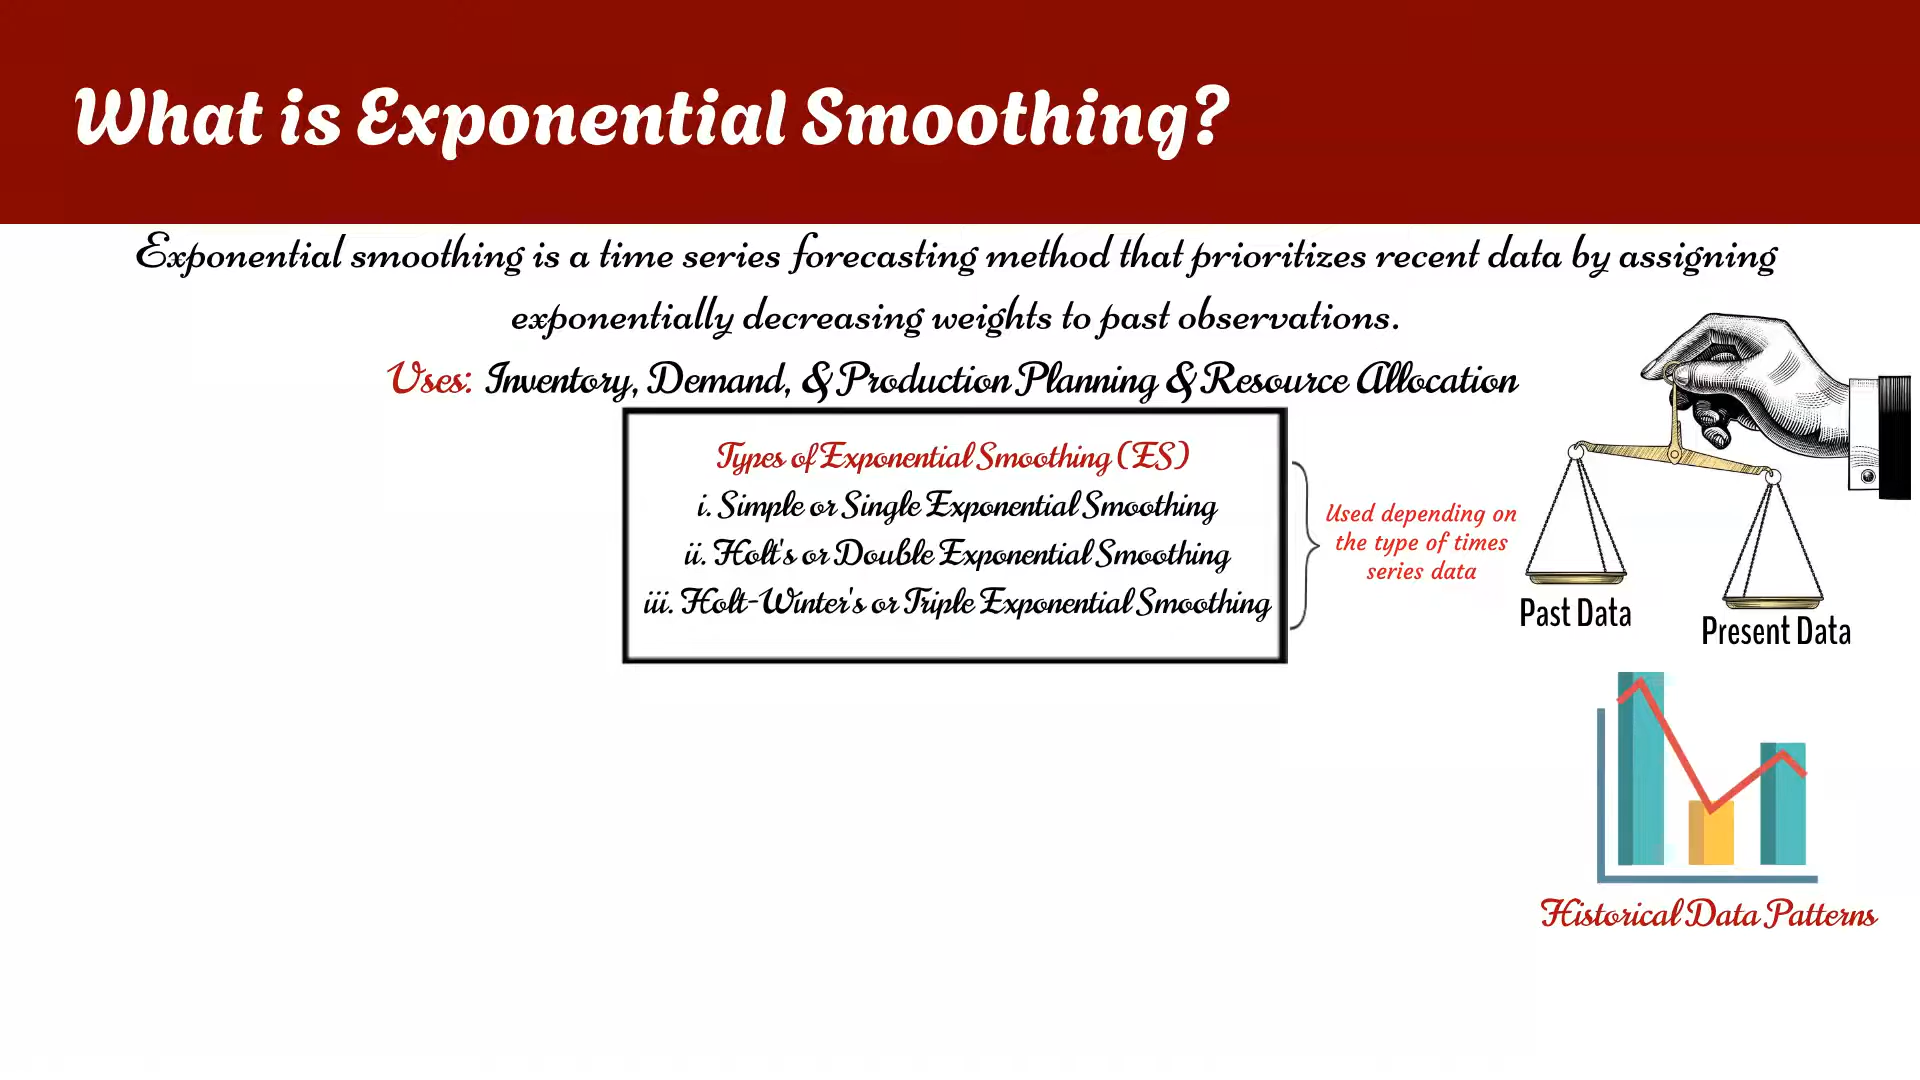 What is Exponential Smoothing?
Exponential smoothing is a time series forecasting method that prioritizes recent data by assigning
exponentially decreasing weights to past observations.
Uses: Inventory, Demand, & Production Planning & Resource Allocation
Types of Exponential Smoothing (ES)
i. Simple or Single Exponential Smoothing
ii. Holt's or Double Exponential Smoothing
iii. Holt-Winter's or Triple Exponential Smoothing
Used depending on
the type of times
series data
Past Data
Present Data
Historical Data Patterns